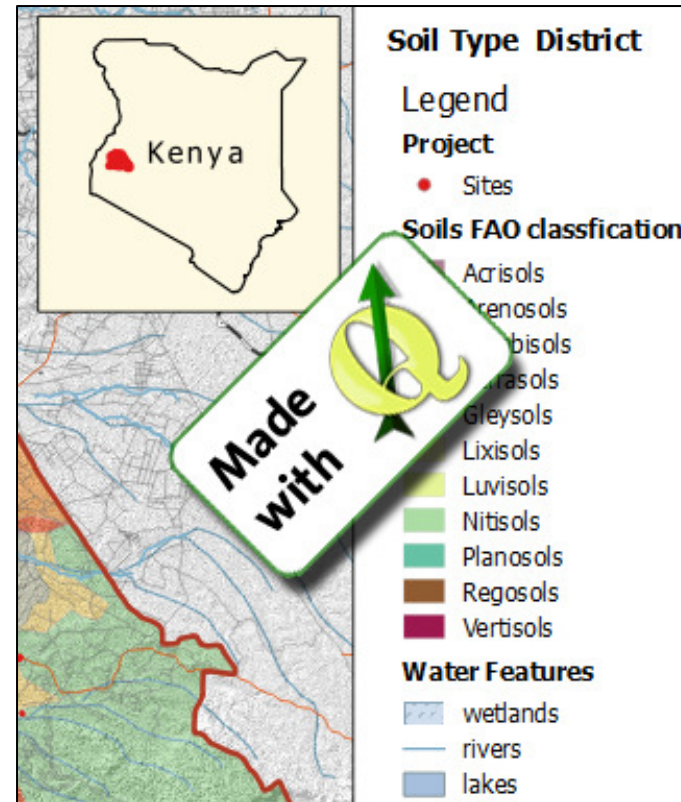 Kenya
Made
with
Soil Type District
Legend
Project
Sites
Soils FAO classfication
Acrisols
Gleysols
Lixisols
Luvisols
Nitisols
Planosols
Regosols
Vertisols
Water Features
wetlands
rivers
lakes